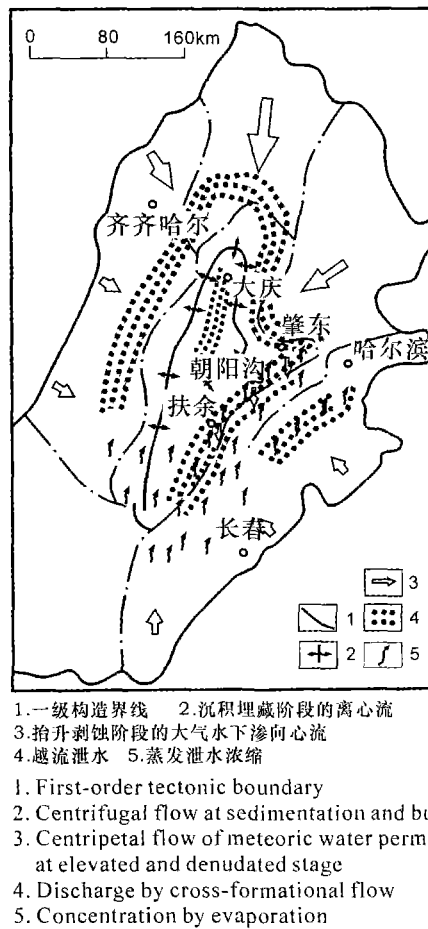 0 80 160km
齐齐哈尔
大庆
肇东
哈尔滨
朝阳沟
扶余
长春
3
1 4
2 5
1.一级构造界线 2.沉积埋藏阶段的离心流
3.抬升剥蚀阶段的大气水下渗向心流
4.越流泄水 5.蒸发泄水浓缩
1. First-order tectonic boundary
2. Centrifugal flow at sedimentation and bu
3. Centripetal flow of meteoric water perm
at elevated and denudated stage
4. Discharge by cross-formational flow
5. Concentration by evaporation